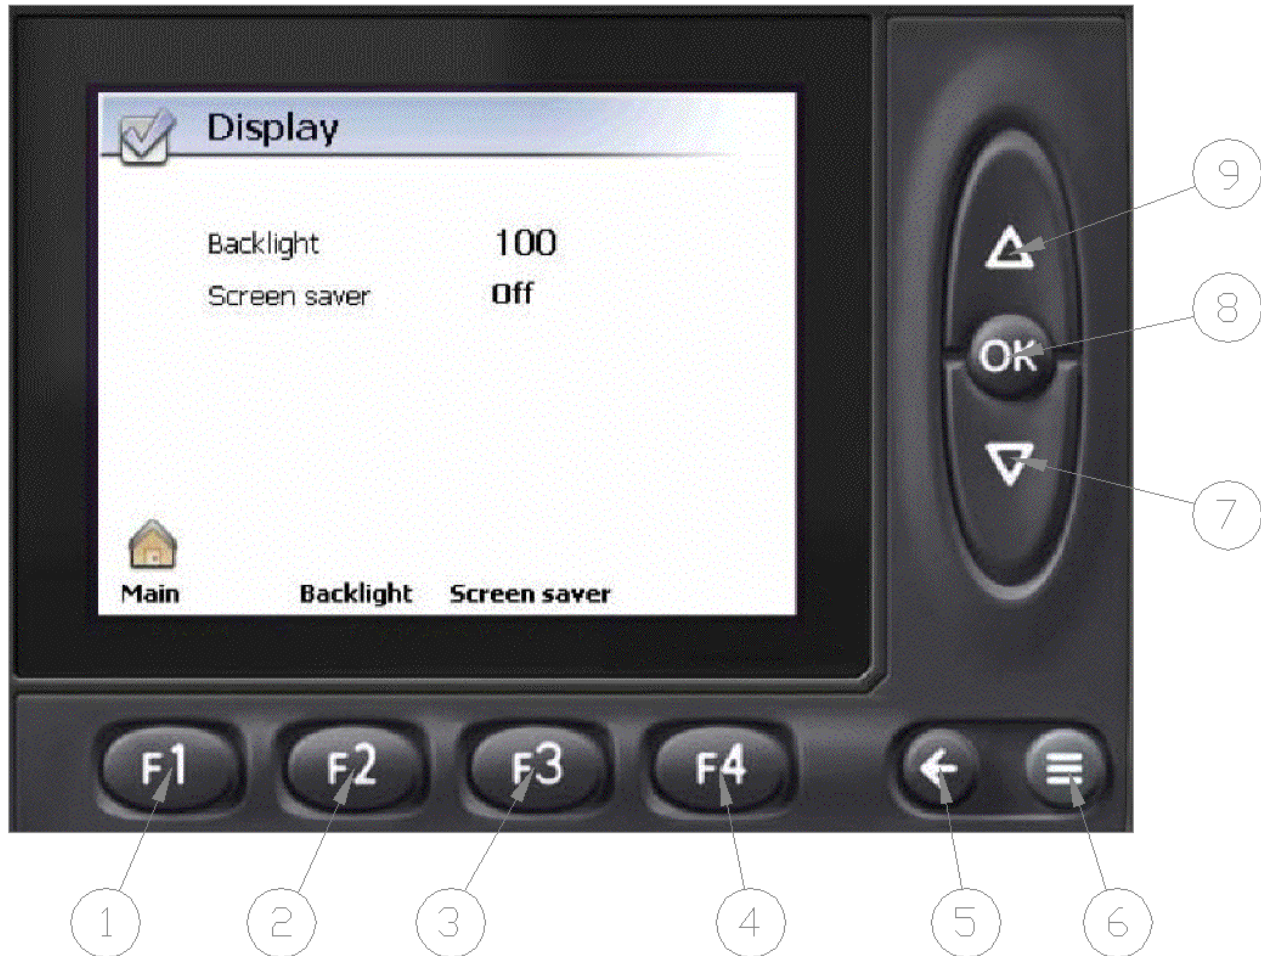 Display
Backlight 100
Screen saver Off
Main Backlight Screen saver
F1 F2 F3 F4
OK
1 2 3 4 5 6
7
8
9